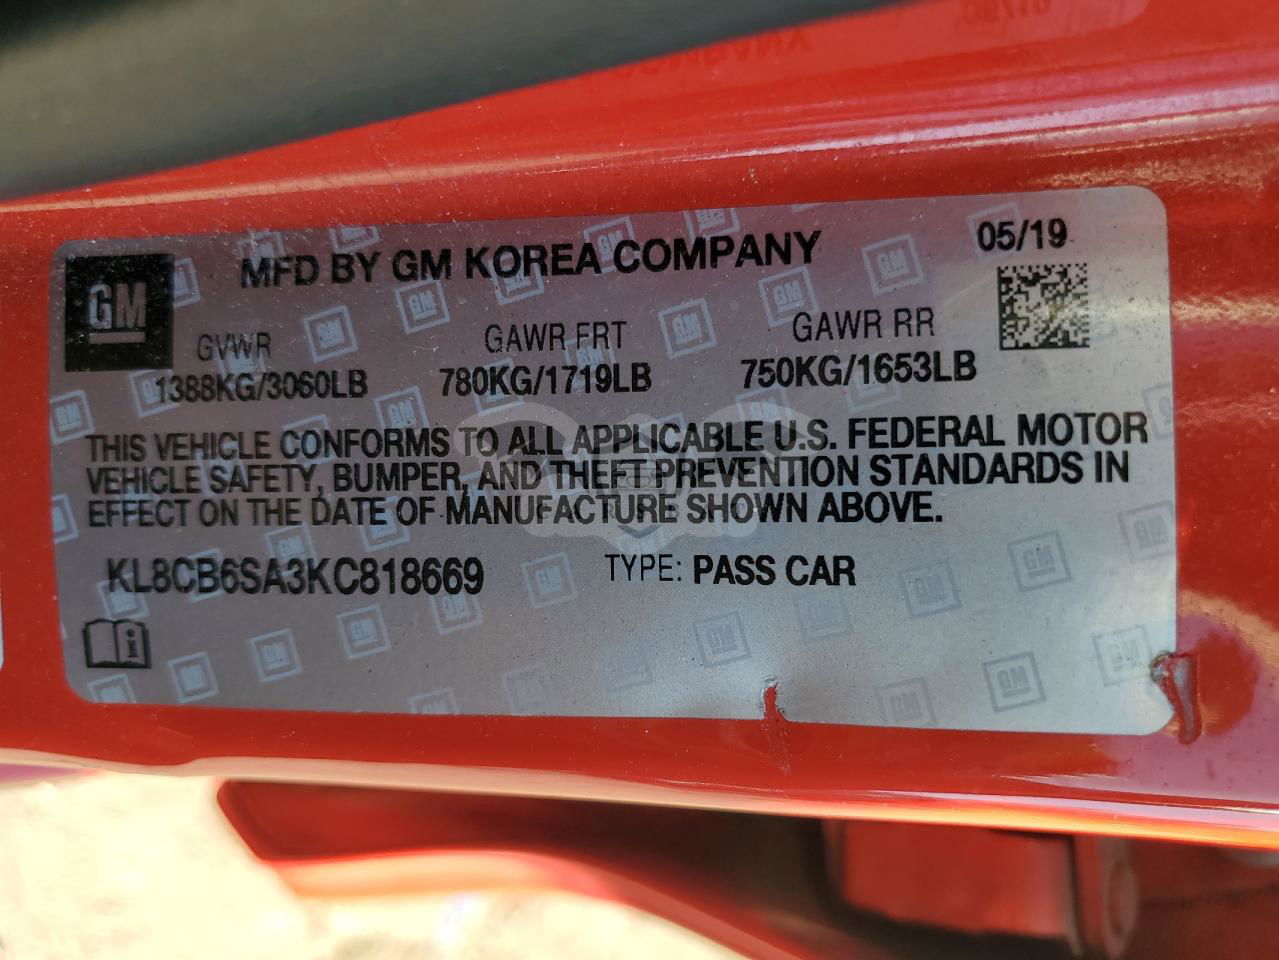 MFD BY GM KOREA COMPANY
05/19
GM
GVWR
GAWR FRT
GAWR RR
1388KG/3060LB
780KG/1719LB
750KG/1653LB
THIS VEHICLE CONFORMS TO ALL APPLICABLE U.S. FEDERAL MOTOR
VEHICLE SAFETY, BUMPER, AND THEFT PREVENTION STANDARDS IN
EFFECT ON THE DATE OF MANUFACTURE SHOWN ABOVE.
KL8CB6SA3KC818669
TYPE: PASS CAR